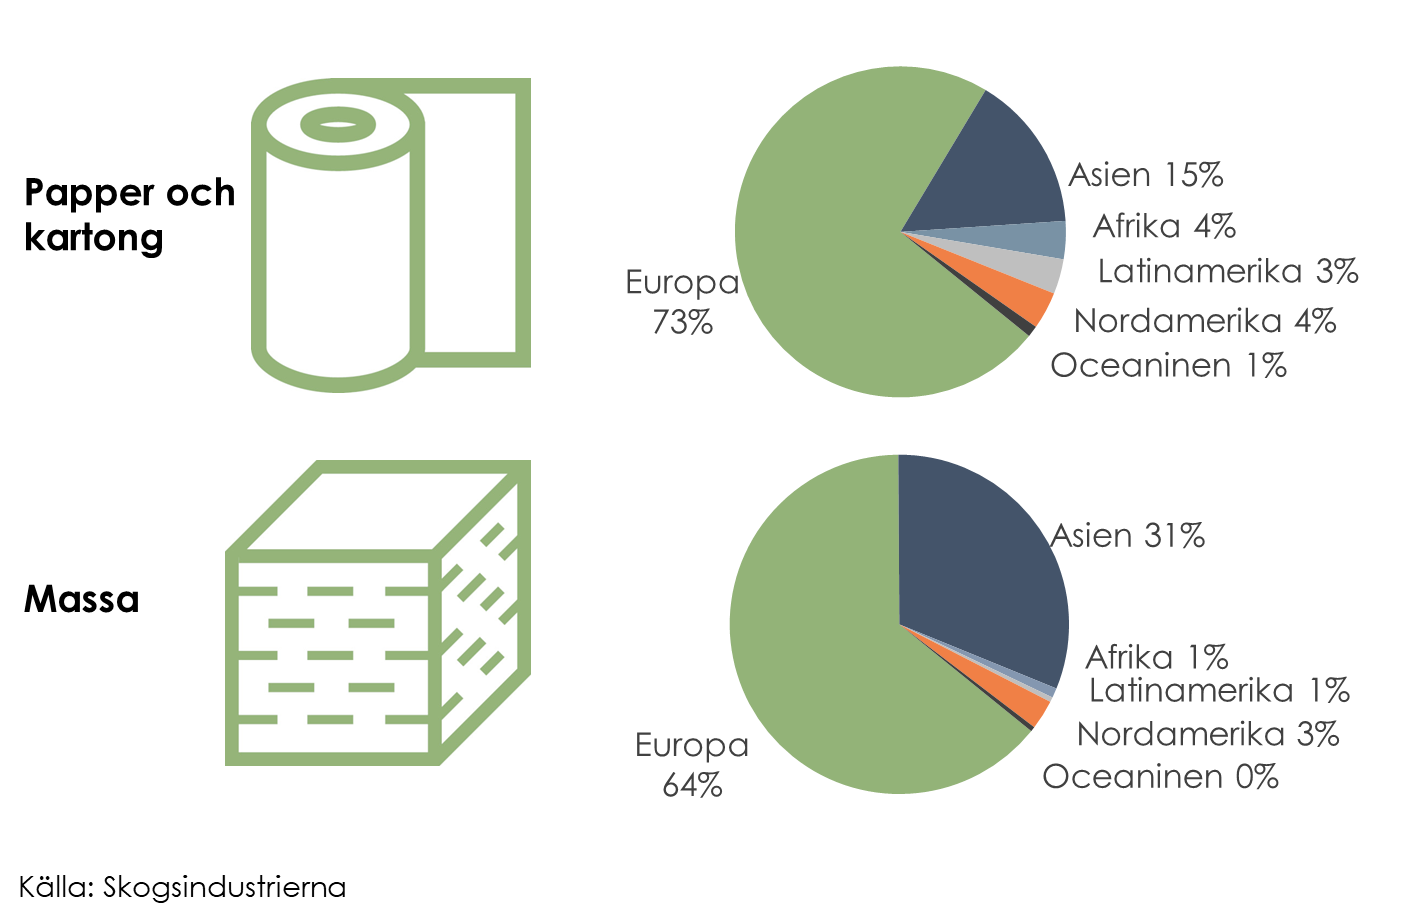 Papper och
kartong
Europa
73%
Asien 15%
Afrika 4%
Latinamerika 3%
Nordamerika 4%
Oceaninen 1%
Massa
Europa
64%
Asien 31%
Afrika 1%
Latinamerika 1%
Nordamerika 3%
Oceaninen 0%
Källa: Skogsindustrierna